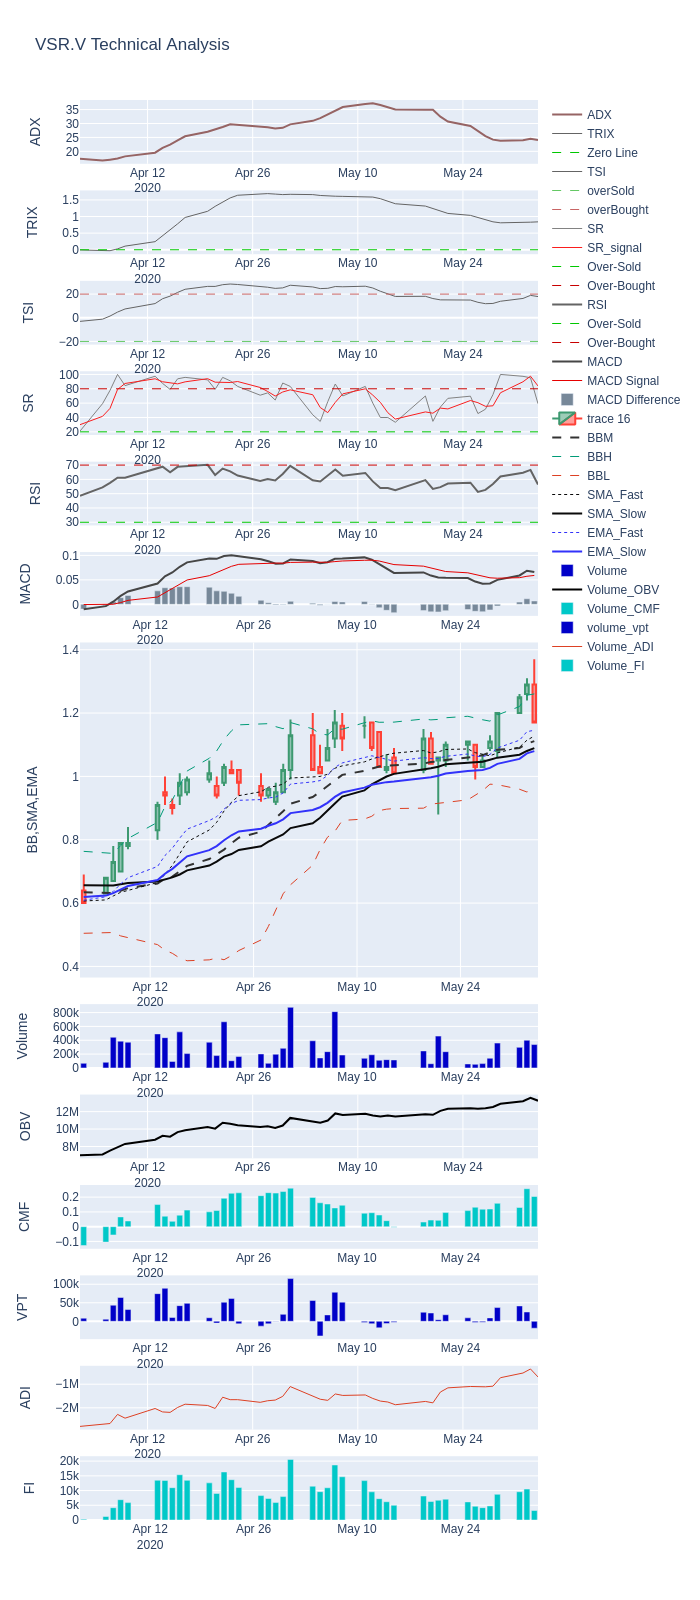 VSR.V Technical Analysis
ADX
35
30
25
20
Apr 12
2020
Apr 26
May 10
May 24
TRIX
1.5
1
0.5
0
Apr 12
2020
Apr 26
May 10
May 24
TSI
20
0
−20
Apr 12
2020
Apr 26
May 10
May 24
SR
100
80
60
40
20
Apr 12
2020
Apr 26
May 10
May 24
RSI
70
60
50
40
30
Apr 12
2020
Apr 26
May 10
May 24
MACD
0.1
0.05
0
Apr 12
2020
Apr 26
May 10
May 24
BB,SMA,EMA
1.4
1.2
1
0.8
0.6
0.4
Apr 12
2020
Apr 26
May 10
May 24
Volume
800k
600k
400k
200k
0
Apr 12
2020
Apr 26
May 10
May 24
OBV
12M
10M
8M
Apr 12
2020
Apr 26
May 10
May 24
CMF
0.2
0.1
0
−0.1
Apr 12
2020
Apr 26
May 10
May 24
VPT
100k
50k
0
Apr 12
2020
Apr 26
May 10
May 24
ADI
−1M
−2M
Apr 12
2020
Apr 26
May 10
May 24
FI
20k
15k
10k
5k
0
Apr 12
2020
Apr 26
May 10
May 24
ADX
TRIX
Zero Line
TSI
overSold
overBought
SR
SR_signal
Over-Sold
Over-Bought
RSI
Over-Sold
Over-Bought
MACD
MACD Signal
MACD Difference
trace 16
BBM
BBH
BBL
SMA_Fast
SMA_Slow
EMA_Fast
EMA_Slow
Volume
Volume_OBV
Volume_CMF
volume_vpt
Volume_ADI
Volume_FI